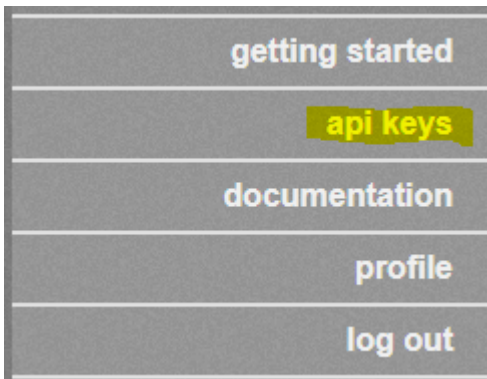 getting started
api keys
documentation
profile
log out